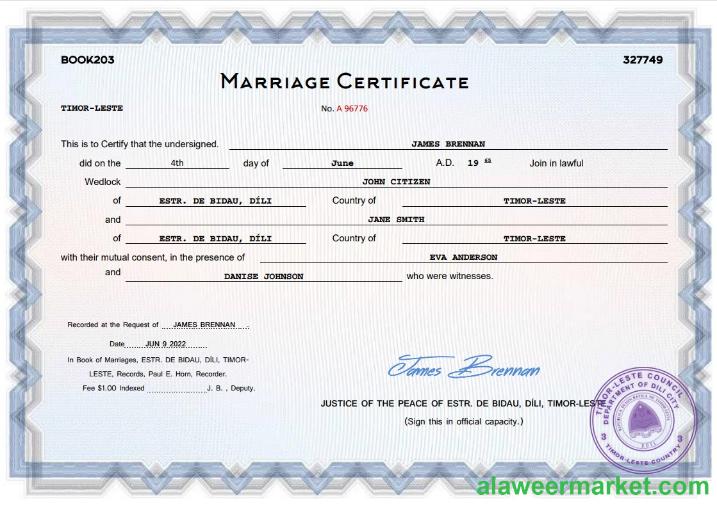 BOOK203
327749
MARRIAGE CERTIFICATE
TIMOR-LESTE
No. A 96776
This is to Certify that the undersigned. JAMES BRENNAN
did on the 4th day of June A.D. 19 Join in lawful
Wedlock JOHN CITIZEN
of ESTR. DE BIDAU, DÍLI Country of TIMOR-LESTE
and JANE SMITH
of ESTR. DE BIDAU, DÍLI Country of TIMOR-LESTE
with their mutual consent, in the presence of EVA ANDERSON
and DANISE JOHNSON who were witnesses.
Recorded at the Request of JAMES BRENNAN
Date JUN 9 2022
In Book of Marriages, ESTR. DE BIDAU, DÍLI, TIMOR-
LESTE, Records, Paul E. Horn, Recorder.
Fee $1.00 Indexed J. B. , Deputy.
James Brennan
JUSTICE OF THE PEACE OF ESTR. DE BIDAU, DÍLI, TIMOR-LESTE
(Sign this in official capacity.)
TIMOR-LESTE COUNCIL
DEPARTMENT OF DILI CITY
TIMOR-LESTE COUNTRY
alaweermarket.com